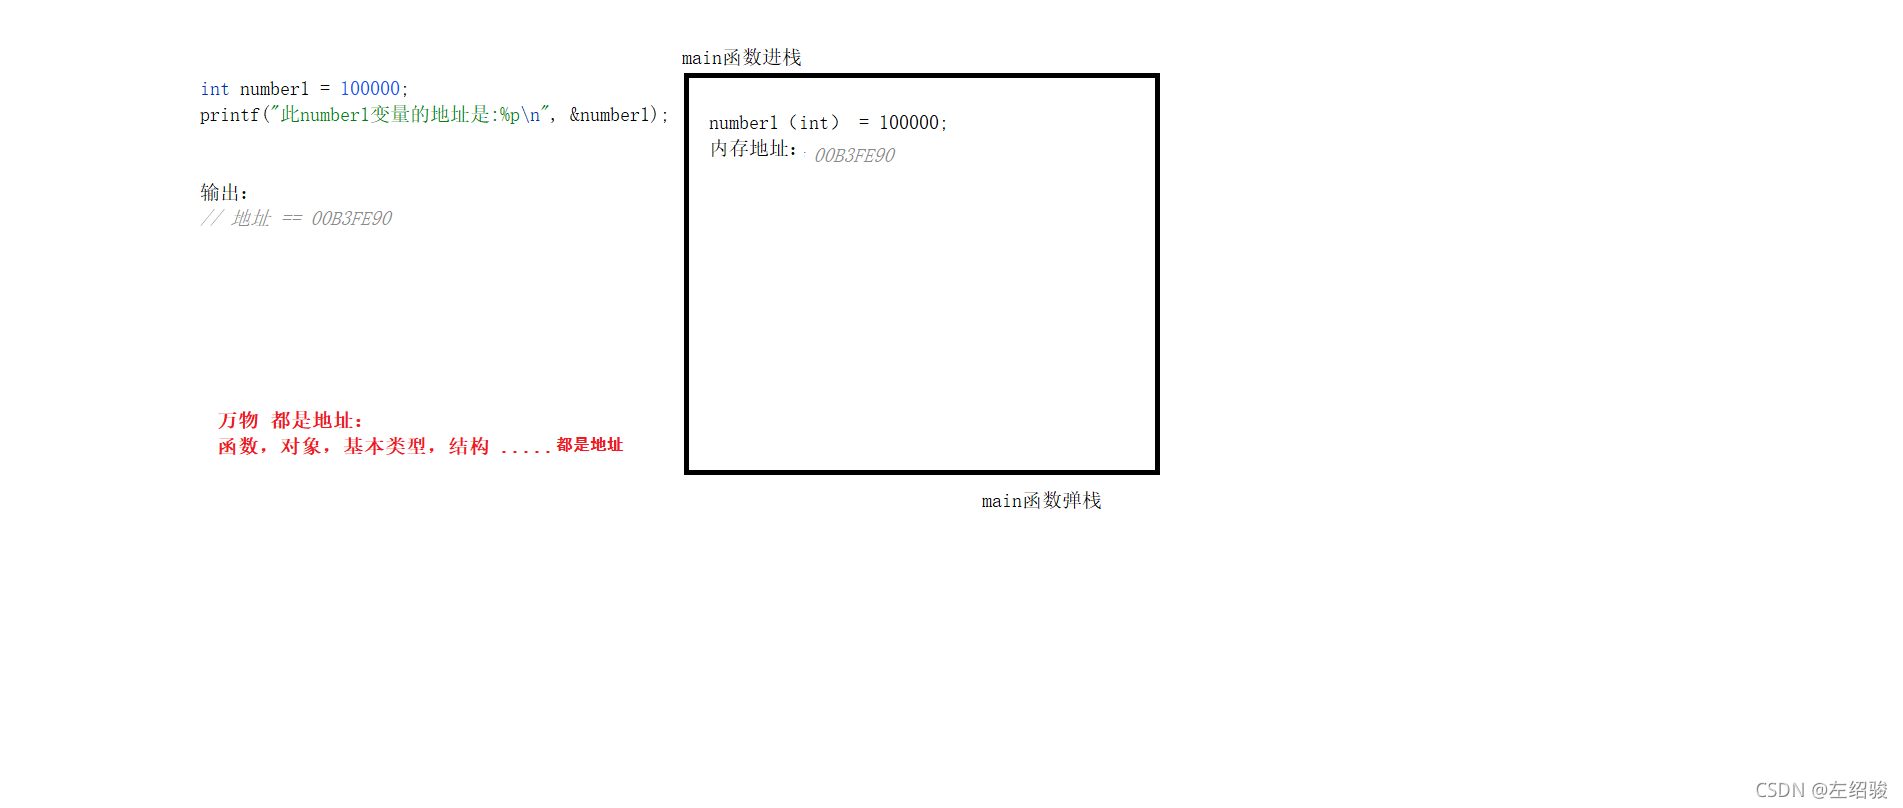 main函数进栈
int number1 = 100000;
printf("此number1变量的地址是:%p\n", &number1);
number1（int） = 100000;
内存地址： 00B3FE90
输出：
// 地址 == 00B3FE90
万物 都是地址：
函数，对象，基本类型，结构 .....都是地址
main函数弹栈
CSDN @左绍骏